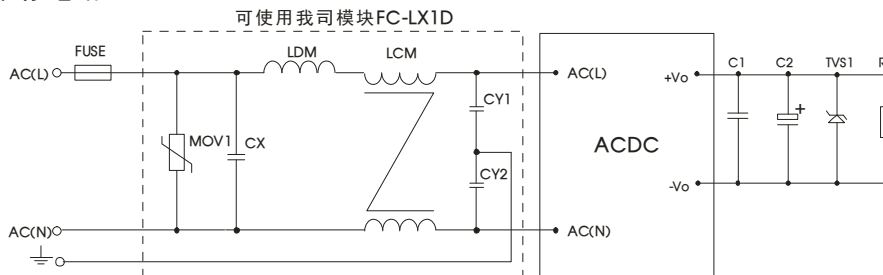 可使用我司模块FC-LX1D
FUSE
LDM
LCM
AC(L)
AC(L)
+Vo
C1
C2
TVS1
R
CY1
MOV1
CX
+
ACDC
CY2
-Vo
AC(N)
AC(N)